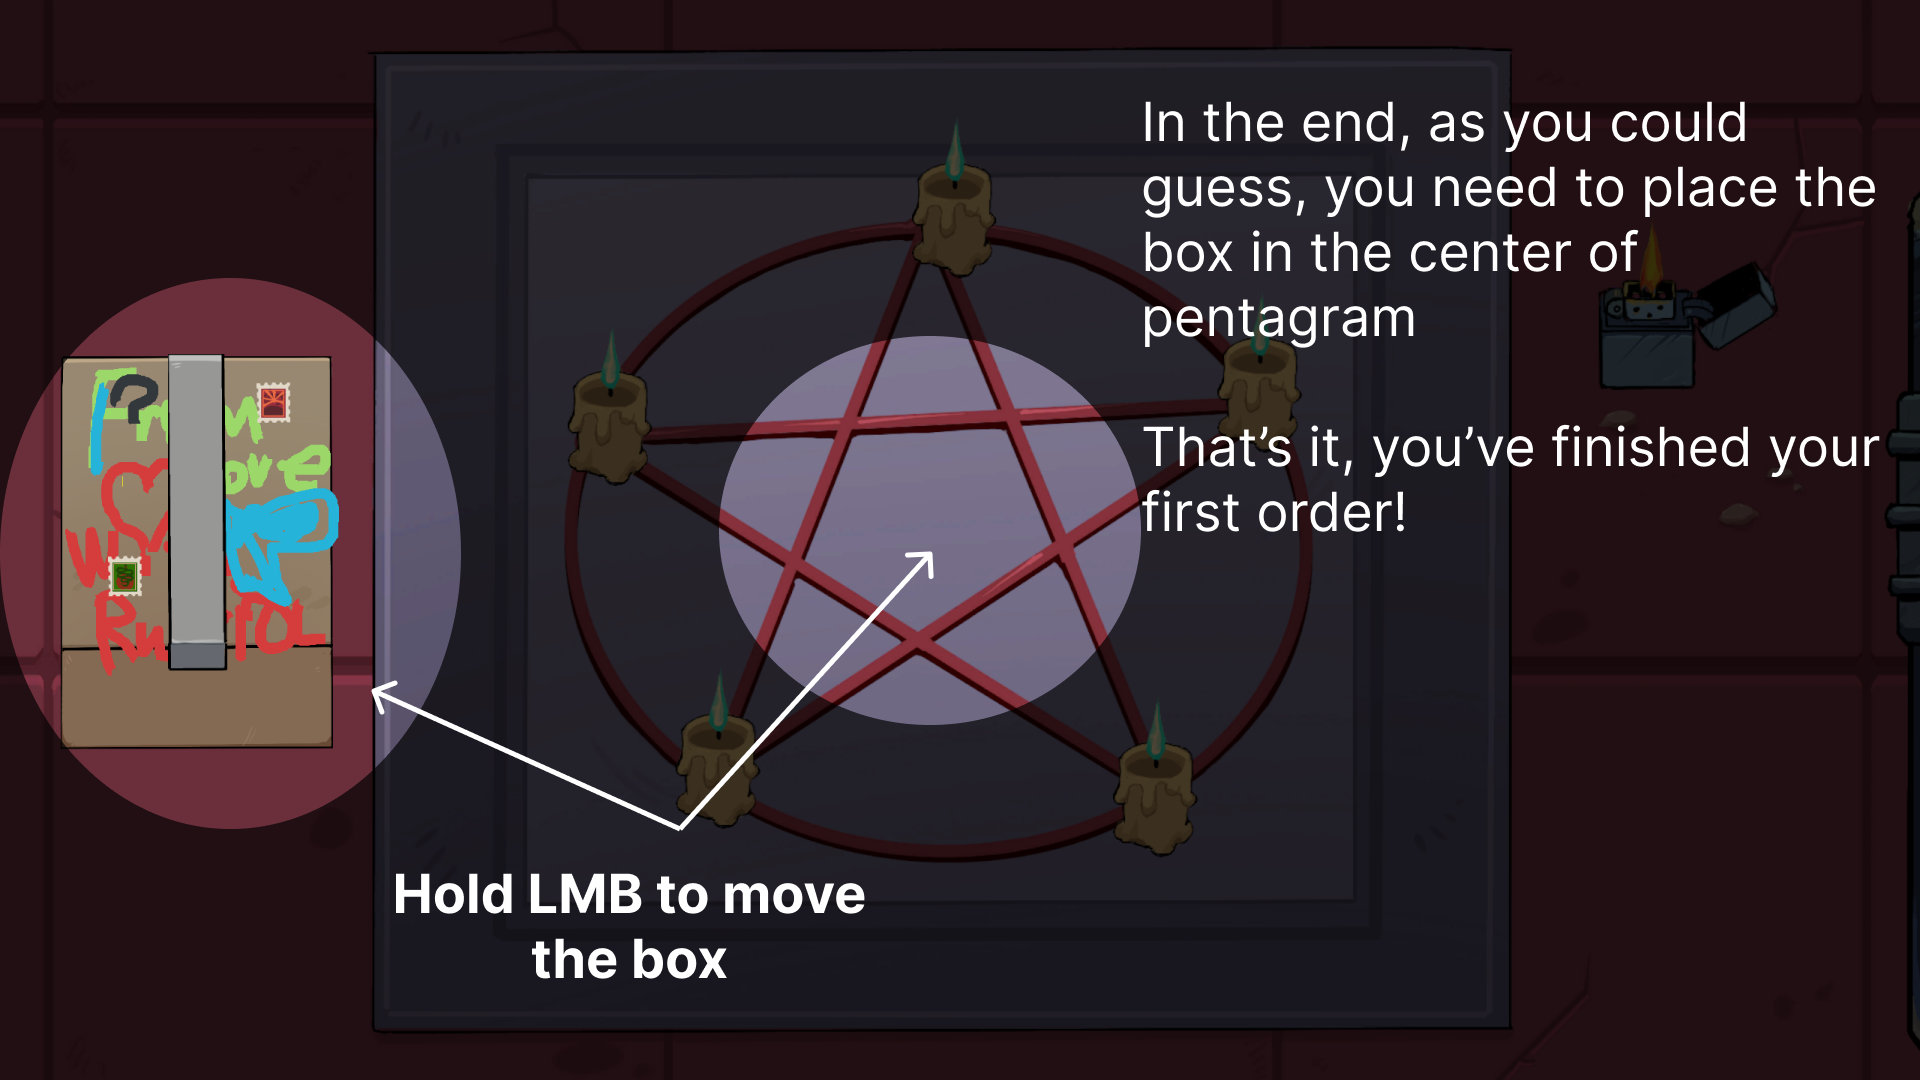 In the end, as you could
guess, you need to place the
box in the center of
pentagram
That’s it, you’ve finished your
first order!
Hold LMB to move
the box